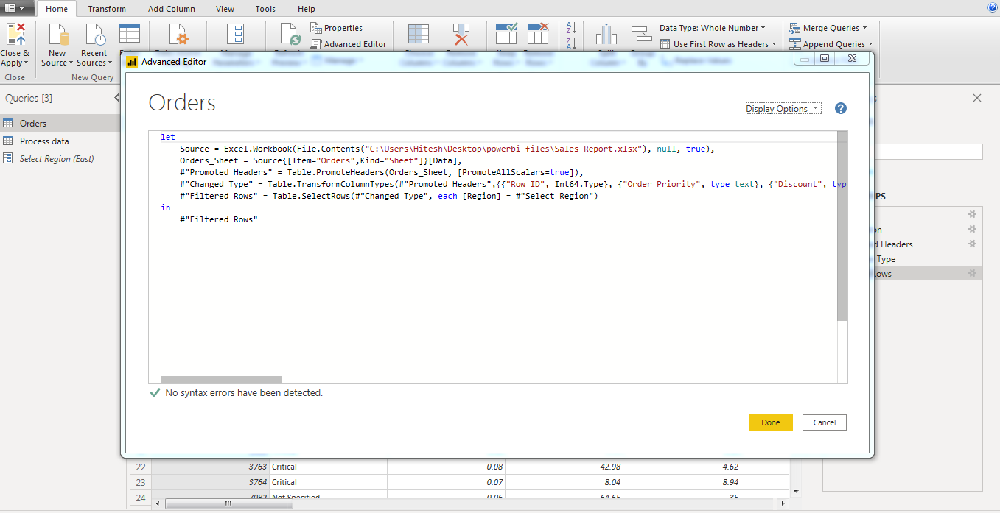 Home Transform Add Column View Tools Help
Close & Apply
New Source
Recent Sources
Properties
Advanced Editor
Data Type: Whole Number
Use First Row as Headers
Merge Queries
Append Queries
Close
New Query
Queries [3]
Orders
Process data
Select Region (East)
Advanced Editor
Orders
Display Options
let
Source = Excel.Workbook(File.Contents("C:\Users\Hitesh\Desktop\powerbi files\Sales Report.xlsx"), null, true),
Orders_Sheet = Source{[Item="Orders",Kind="Sheet"]}[Data],
#"Promoted Headers" = Table.PromoteHeaders(Orders_Sheet, [PromoteAllScalars=true]),
#"Changed Type" = Table.TransformColumnTypes(#"Promoted Headers",{{"Row ID", Int64.Type}, {"Order Priority", type text}, {"Discount", typ
#"Filtered Rows" = Table.SelectRows(#"Changed Type", each [Region] = #"Select Region")
in
#"Filtered Rows"
No syntax errors have been detected.
Done Cancel
PS
on
d Headers
Type
Rows
22 3763 Critical 0.08 42.98 4.62
23 3764 Critical 0.07 8.04 8.94
24 7082 Not Specified 0.06 64.65 35